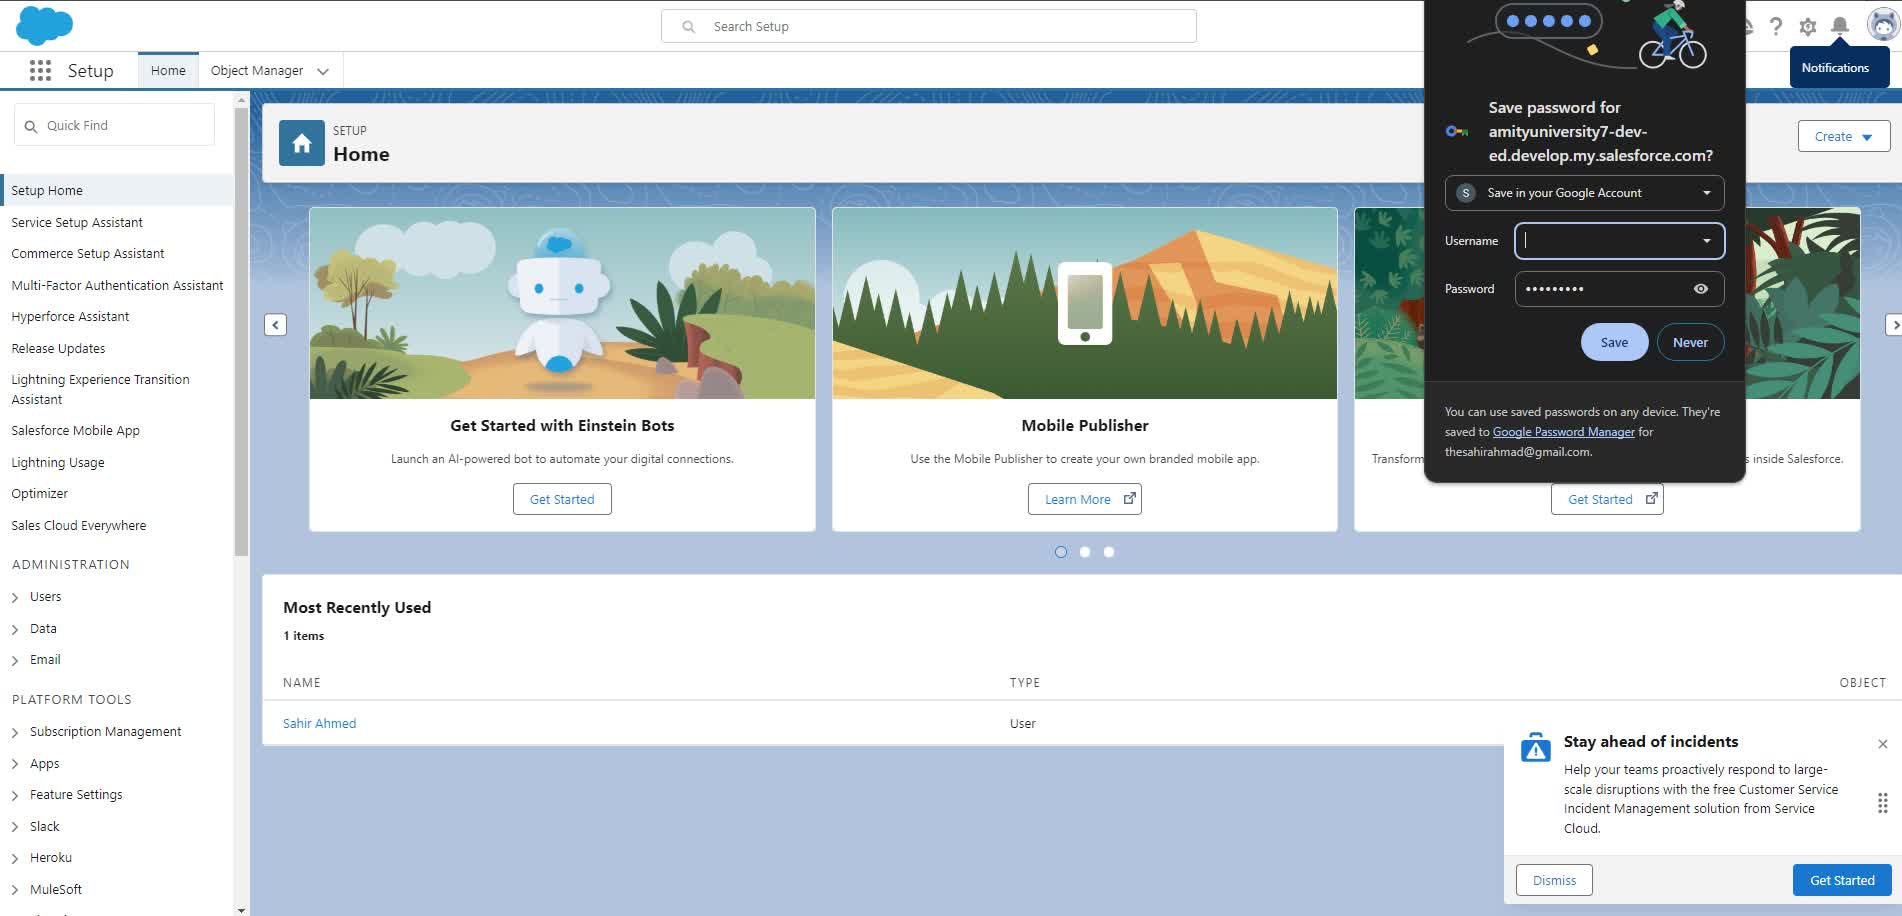 Search Setup
Notifications
Setup
Home
Object Manager
Quick Find
Setup Home
Service Setup Assistant
Commerce Setup Assistant
Multi-Factor Authentication Assistant
Hyperforce Assistant
Release Updates
Lightning Experience Transition
Assistant
Salesforce Mobile App
Lightning Usage
Optimizer
Sales Cloud Everywhere
ADMINISTRATION
Users
Data
Email
PLATFORM TOOLS
Subscription Management
Apps
Feature Settings
Slack
Heroku
MuleSoft
SETUP
Home
Create
Get Started with Einstein Bots
Launch an AI-powered bot to automate your digital connections.
Get Started
Mobile Publisher
Use the Mobile Publisher to create your own branded mobile app.
Learn More
Transform
s inside Salesforce.
Get Started
Save password for
amityuniversity7-dev-
ed.develop.my.salesforce.com?
S
Save in your Google Account
Username
Password
Save
Never
You can use saved passwords on any device. They're
saved to Google Password Manager for
thesahirahmad@gmail.com.
Most Recently Used
1 items
NAME
TYPE
OBJECT
Sahir Ahmed
User
Stay ahead of incidents
Help your teams proactively respond to large-
scale disruptions with the free Customer Service
Incident Management solution from Service
Cloud.
Dismiss
Get Started